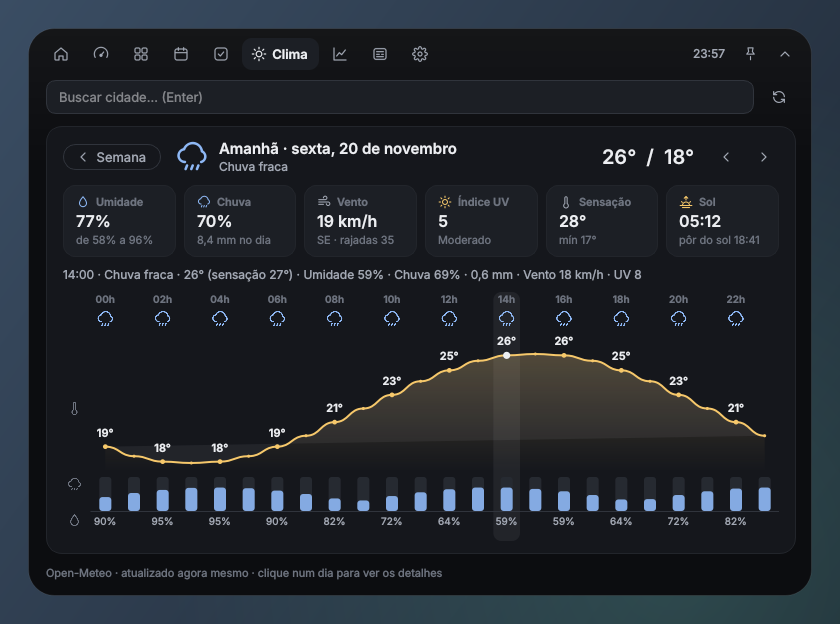 Clima
23:57
Buscar cidade... (Enter)
Semana
Amanhã · sexta, 20 de novembro
Chuva fraca
26° / 18°
Umidade
77%
de 58% a 96%
Chuva
70%
8,4 mm no dia
Vento
19 km/h
SE · rajadas 35
Índice UV
5
Moderado
Sensação
28°
mín 17°
Sol
05:12
pôr do sol 18:41
14:00 · Chuva fraca · 26° (sensação 27°) · Umidade 59% · Chuva 69% · 0,6 mm · Vento 18 km/h · UV 8
00h 02h 04h 06h 08h 10h 12h 14h 16h 18h 20h 22h
19° 18° 18° 19° 21° 23° 25° 26° 26° 25° 23° 21°
90% 95% 95% 90% 82% 72% 64% 59% 59% 64% 72% 82%
Open-Meteo · atualizado agora mesmo · clique num dia para ver os detalhes